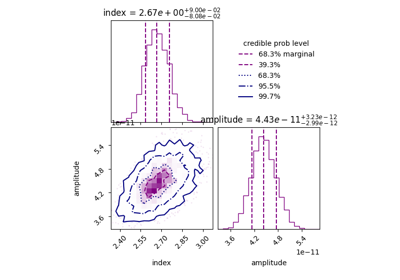 index = 2.67e+00+9.00e-02 -8.08e-02
credible prob level
68.3% marginal
39.3%
68.3%
95.5%
99.7%
1e-11
amplitude = 4.43e-11+3.23e-12 -2.99e-12
amplitude
5.4
4.8
4.2
3.6
2.40
2.55
2.70
2.85
3.00
index
3.6
4.2
4.8
5.4
1e-11
amplitude